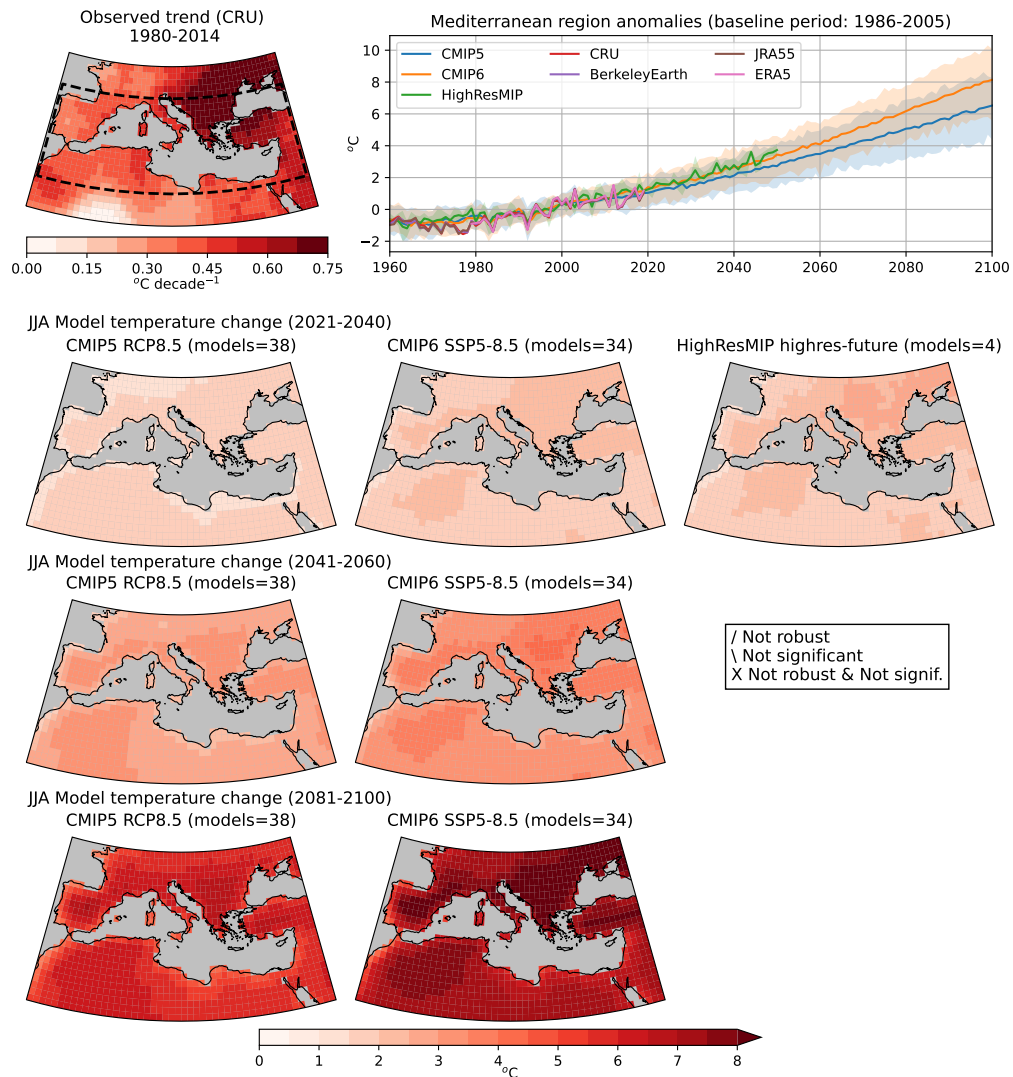 Observed trend (CRU)
1980-2014
0.00 0.15 0.30 0.45 0.60 0.75
°C decade⁻¹
Mediterranean region anomalies (baseline period: 1986-2005)
CMIP5 CRU JRA55
CMIP6 BerkeleyEarth ERA5
HighResMIP
10
8
6
4
2
0
−2
°C
1960 1980 2000 2020 2040 2060 2080 2100
JJA Model temperature change (2021-2040)
CMIP5 RCP8.5 (models=38) CMIP6 SSP5-8.5 (models=34) HighResMIP highres-future (models=4)
JJA Model temperature change (2041-2060)
CMIP5 RCP8.5 (models=38) CMIP6 SSP5-8.5 (models=34)
/ Not robust
\ Not significant
X Not robust & Not signif.
JJA Model temperature change (2081-2100)
CMIP5 RCP8.5 (models=38) CMIP6 SSP5-8.5 (models=34)
0 1 2 3 4 5 6 7 8
°C